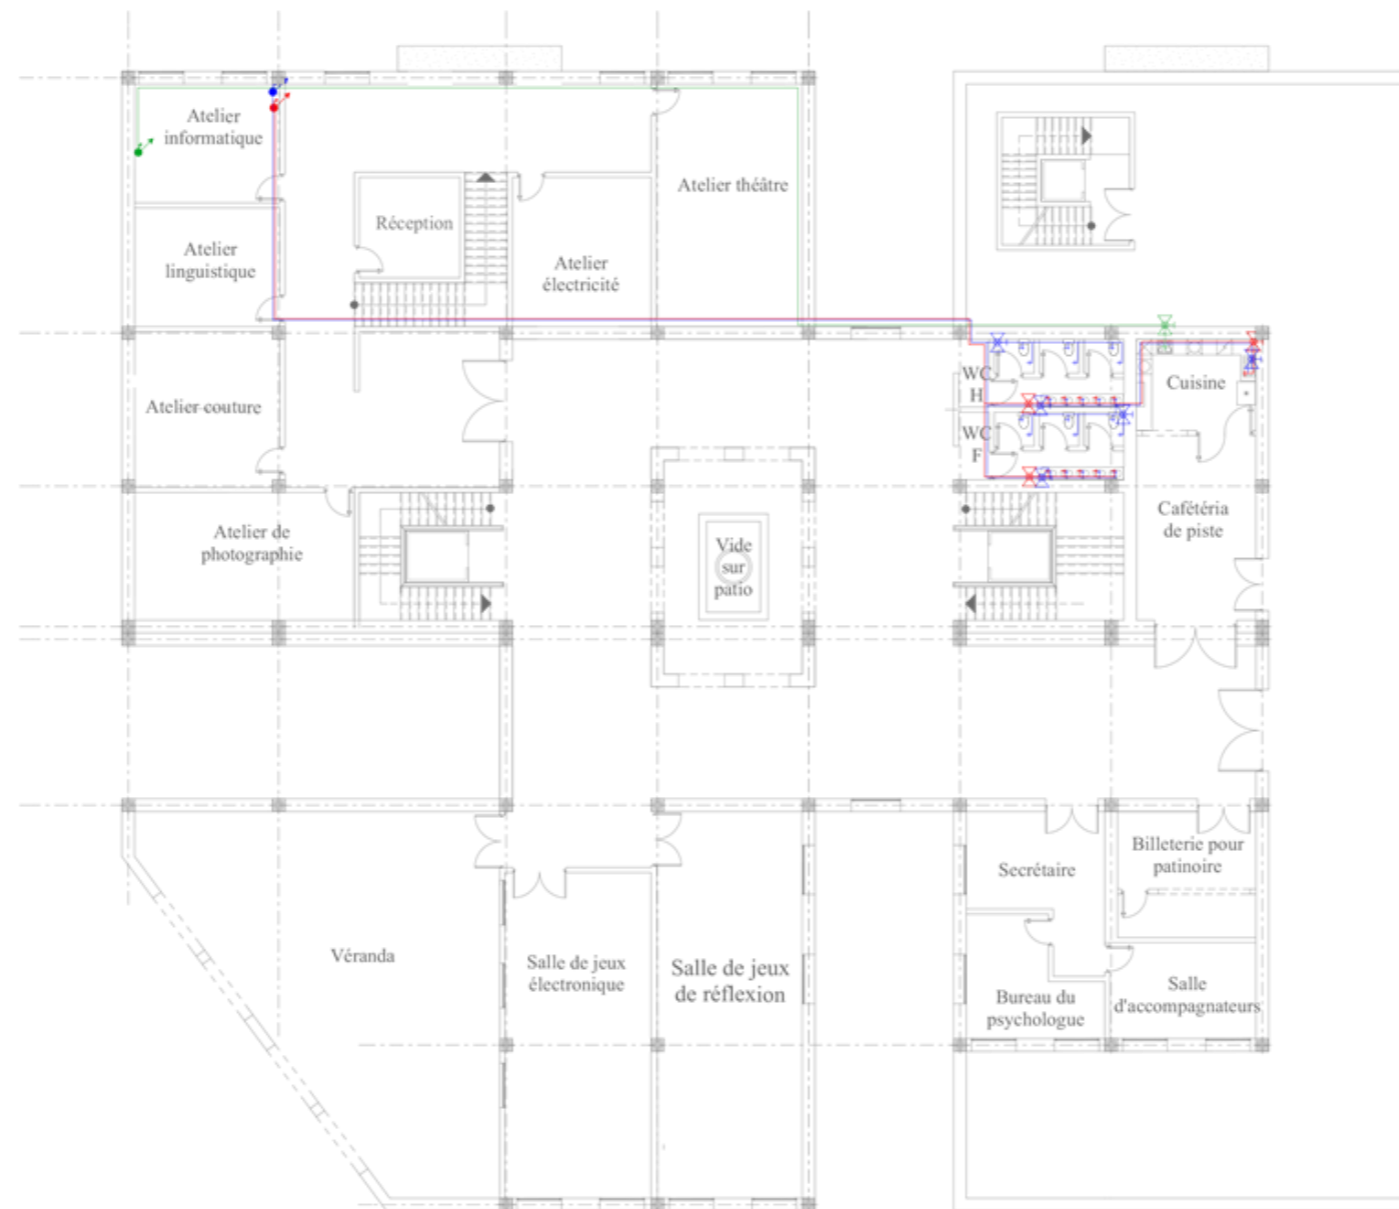 Atelier
informatique
Atelier théâtre
Réception
Atelier
linguistique
Atelier
électricité
WC
H
Cuisine
Atelier couture
WC
F
Cafétéria
de piste
Atelier de
photographie
Vide
sur
patio
Billeterie pour
patinoire
Secrétaire
Véranda
Salle de jeux
électronique
Salle de jeux
de réflexion
Salle
d'accompagnateurs
Bureau du
psychologue